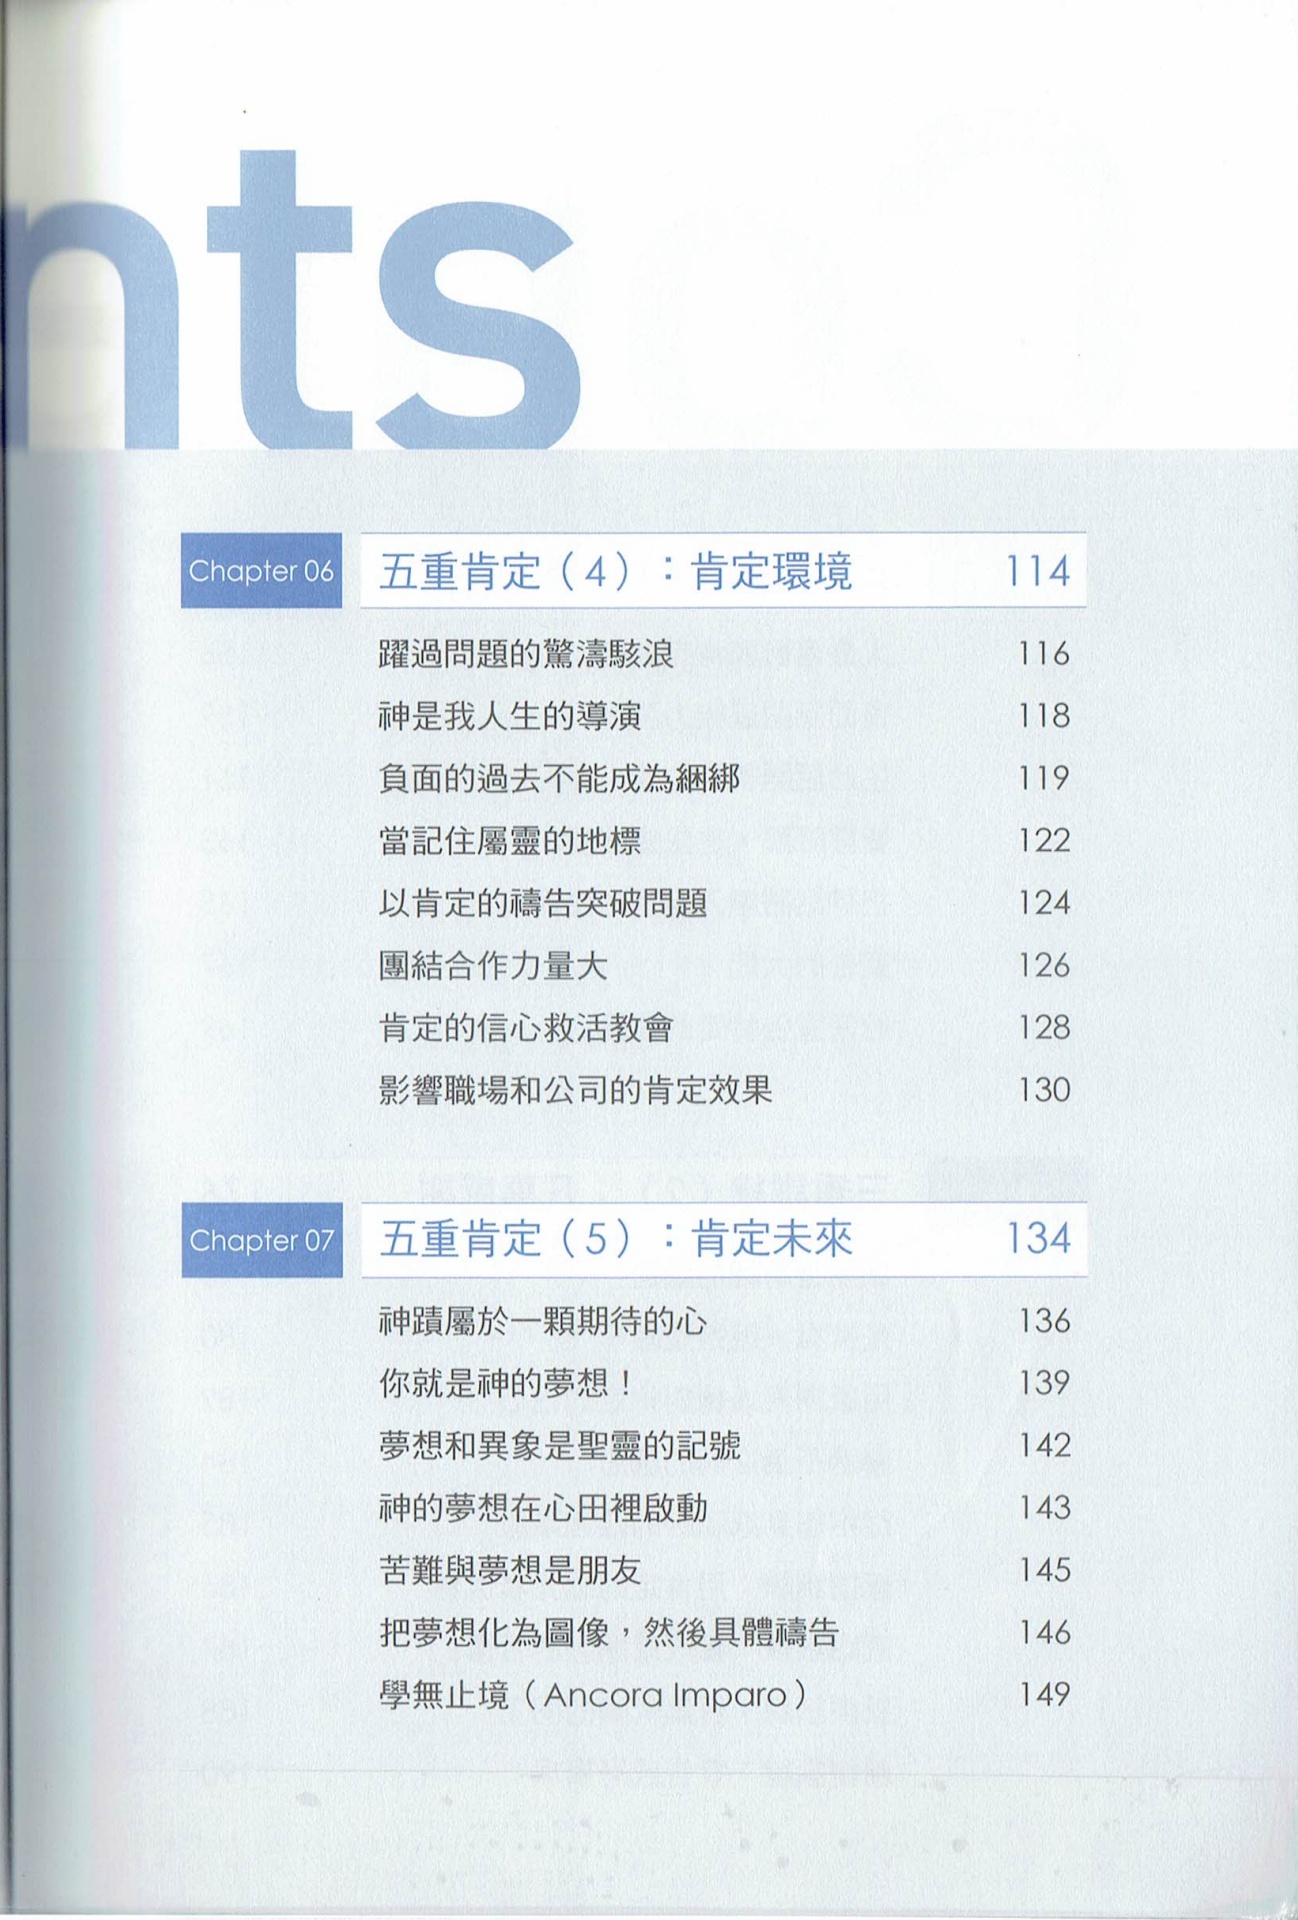 nts
Chapter 06 五重肯定（4）：肯定環境 114
躍過問題的驚濤駭浪 116
神是我人生的導演 118
負面的過去不能成為綑綁 119
當記住屬靈的地標 122
以肯定的禱告突破問題 124
團結合作力量大 126
肯定的信心救活教會 128
影響職場和公司的肯定效果 130
Chapter 07 五重肯定（5）：肯定未來 134
神蹟屬於一顆期待的心 136
你就是神的夢想！ 139
夢想和異象是聖靈的記號 142
神的夢想在心田裡啟動 143
苦難與夢想是朋友 145
把夢想化為圖像，然後具體禱告 146
學無止境（Ancora Imparo） 149